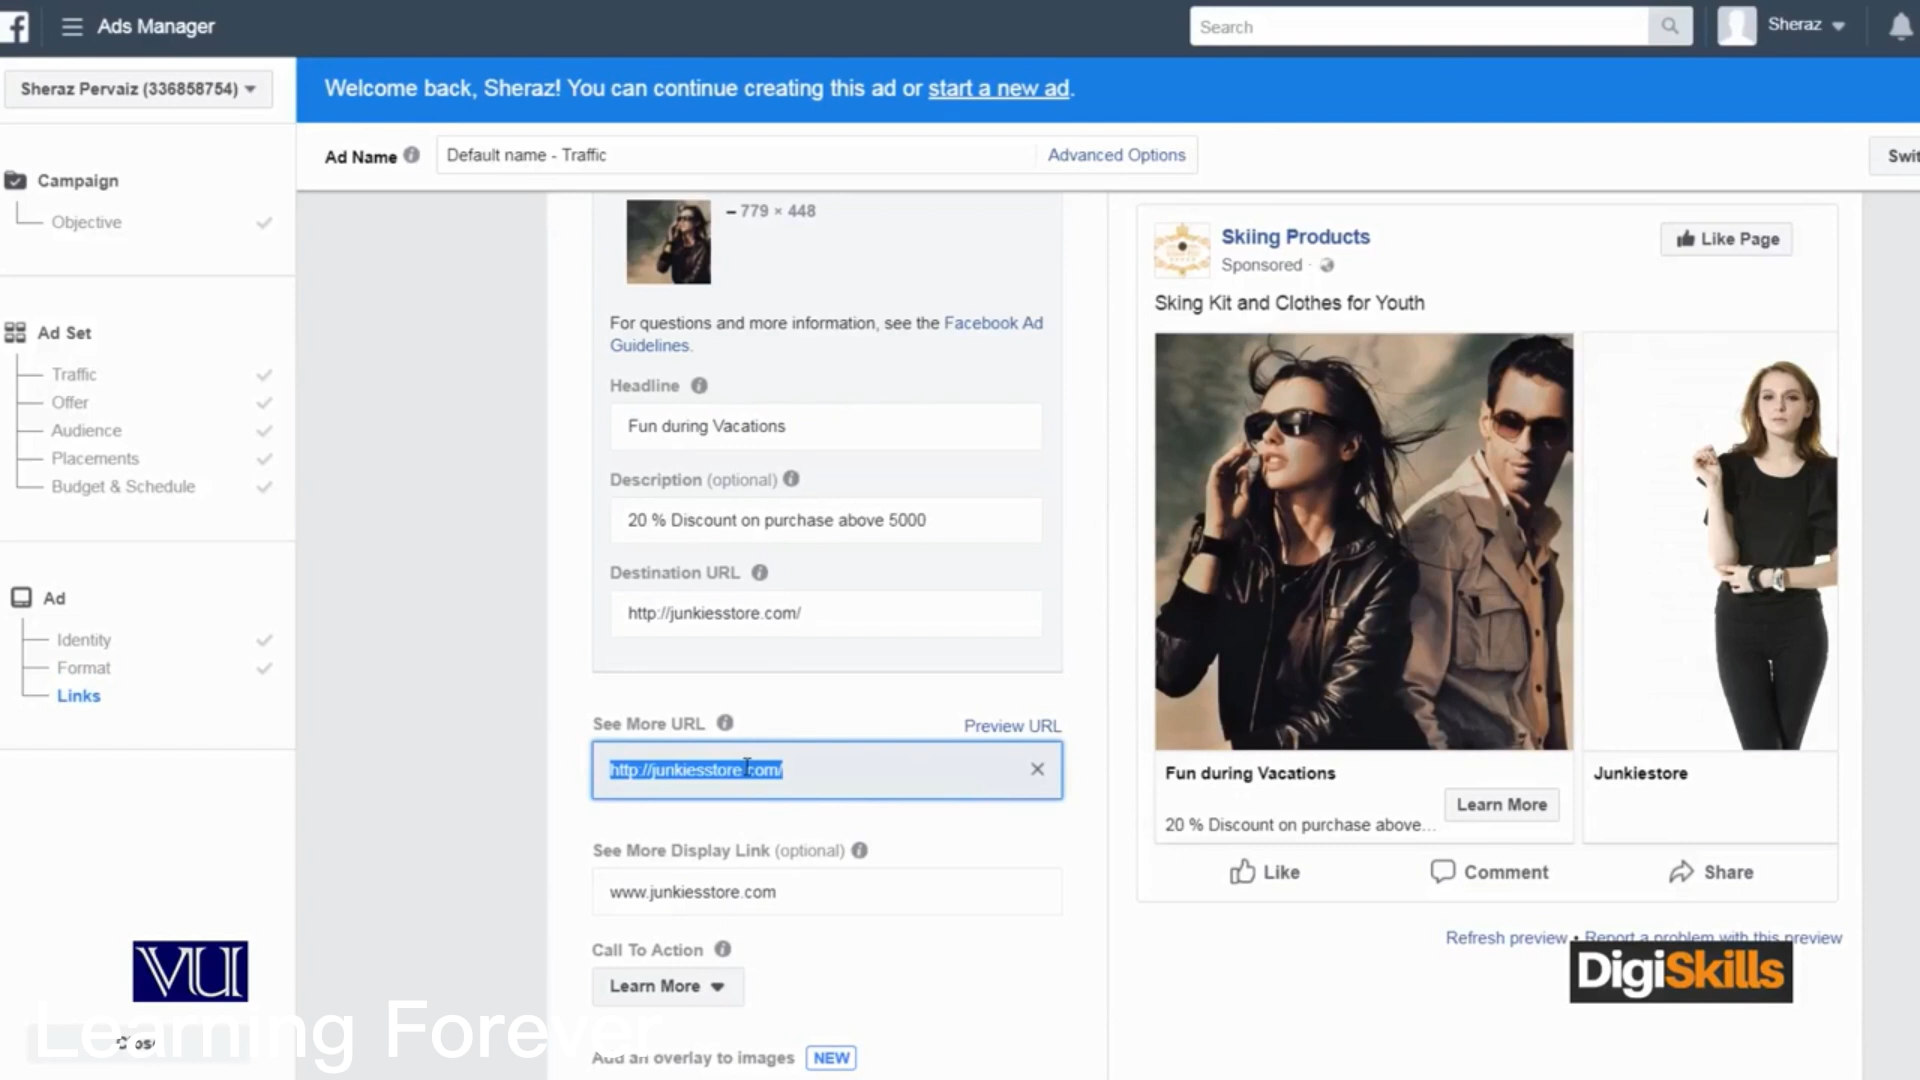 Ads Manager
Search
Sheraz
Sheraz Pervaiz (336858754)
Welcome back, Sheraz! You can continue creating this ad or start a new ad.
Ad Name
Default name - Traffic
Advanced Options
Campaign
Objective
Ad Set
Traffic
Offer
Audience
Placements
Budget & Schedule
Ad
Identity
Format
Links
– 779 × 448
For questions and more information, see the Facebook Ad
Guidelines.
Headline
Fun during Vacations
Description (optional)
20 % Discount on purchase above 5000
Destination URL
http://junkiesstore.com/
See More URL
Preview URL
http://junkiesstore.com/
See More Display Link (optional)
www.junkiesstore.com
Call To Action
Learn More
Add an overlay to images NEW
Skiing Products
Sponsored ·
Like Page
Sking Kit and Clothes for Youth
Fun during Vacations
20 % Discount on purchase above...
Learn More
Junkiestore
Like
Comment
Share
Refresh preview • Report a problem with this preview
VU
DigiSkills
Learning Forever